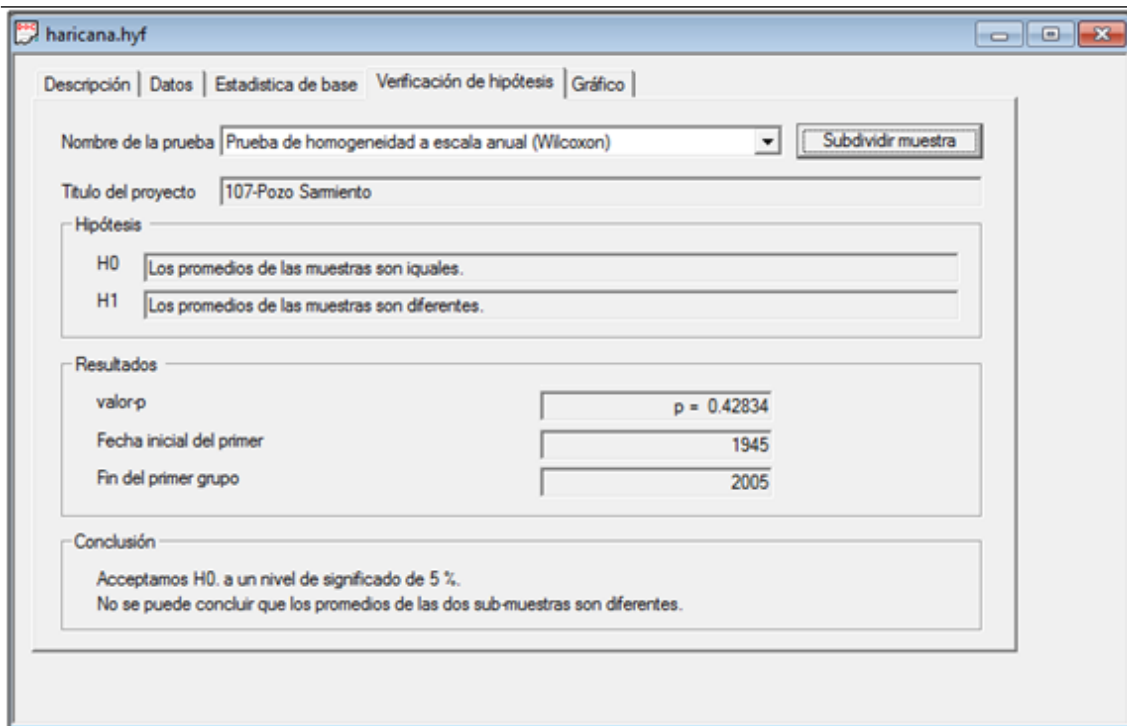 haricana.hyf
Descripción Datos Estadistica de base Verificación de hipótesis Gráfico
Nombre de la prueba Prueba de homogeneidad a escala anual (Wilcoxon) Subdividir muestra
Titulo del proyecto 107-Pozo Sarmiento
Hipótesis
H0 Los promedios de las muestras son iquales.
H1 Los promedios de las muestras son diferentes.
Resultados
valor-p p = 0.42834
Fecha inicial del primer 1945
Fin del primer grupo 2005
Conclusión
Acceptamos H0. a un nivel de significado de 5 %.
No se puede concluir que los promedios de las dos sub-muestras son diferentes.